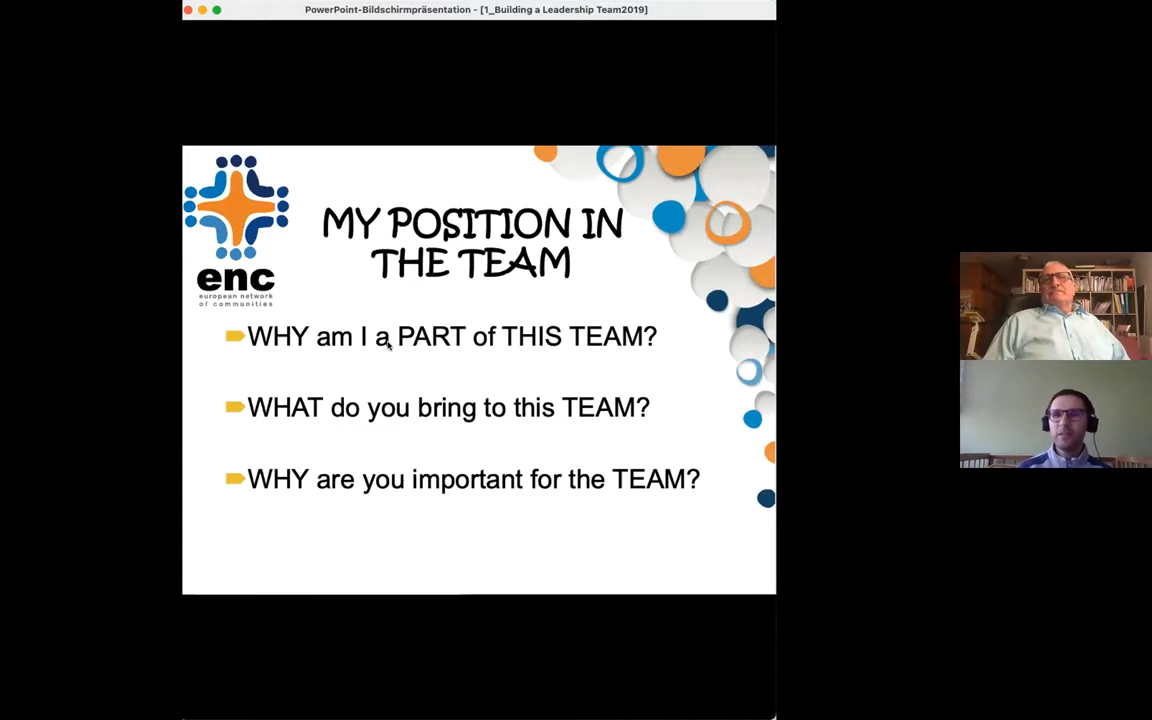 PowerPoint-Bildschirmpräsentation - [1_Building a Leadership Team2019]
enc
european network
of communities
MY POSITION IN
THE TEAM
WHY am I a PART of THIS TEAM?
WHAT do you bring to this TEAM?
WHY are you important for the TEAM?